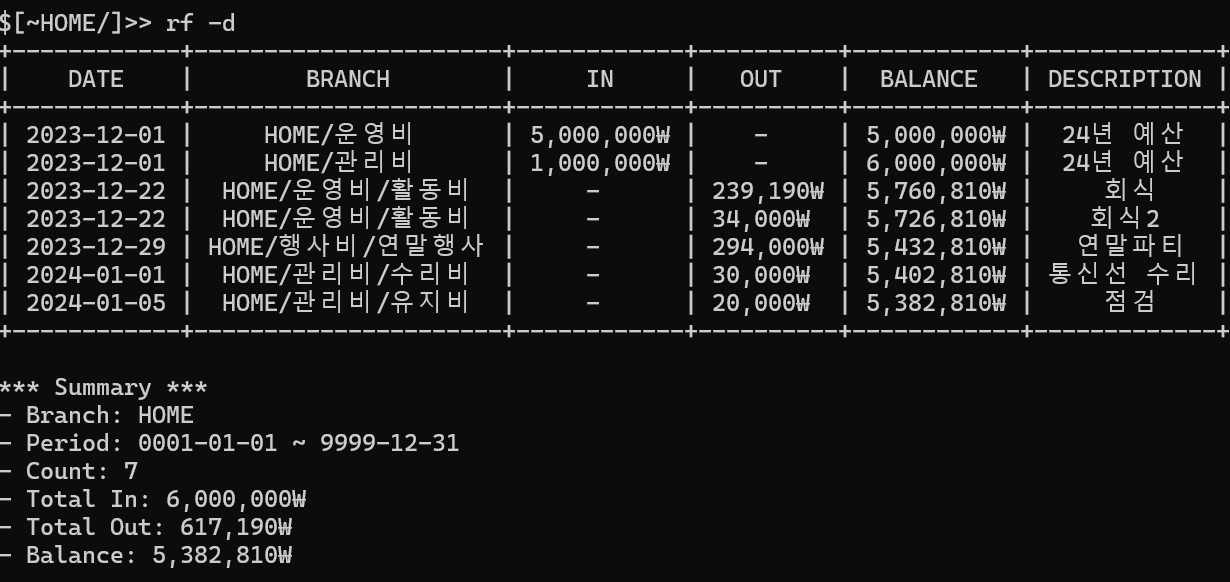 $[~HOME/]>> rf -d
+------------+----------------------+------------+----------+------------+-------------+
| DATE | BRANCH | IN | OUT | BALANCE | DESCRIPTION |
+------------+----------------------+------------+----------+------------+-------------+
| 2023-12-01 | HOME/운영비 | 5,000,000₩ | - | 5,000,000₩ | 24년 예산 |
| 2023-12-01 | HOME/관리비 | 1,000,000₩ | - | 6,000,000₩ | 24년 예산 |
| 2023-12-22 | HOME/운영비/활동비 | - | 239,190₩ | 5,760,810₩ | 회식 |
| 2023-12-22 | HOME/운영비/활동비 | - | 34,000₩ | 5,726,810₩ | 회식2 |
| 2023-12-29 | HOME/행사비/연말행사 | - | 294,000₩ | 5,432,810₩ | 연말파티 |
| 2024-01-01 | HOME/관리비/수리비 | - | 30,000₩ | 5,402,810₩ | 통신선 수리 |
| 2024-01-05 | HOME/관리비/유지비 | - | 20,000₩ | 5,382,810₩ | 점검 |
+------------+----------------------+------------+----------+------------+-------------+
*** Summary ***
- Branch: HOME
- Period: 0001-01-01 ~ 9999-12-31
- Count: 7
- Total In: 6,000,000₩
- Total Out: 617,190₩
- Balance: 5,382,810₩